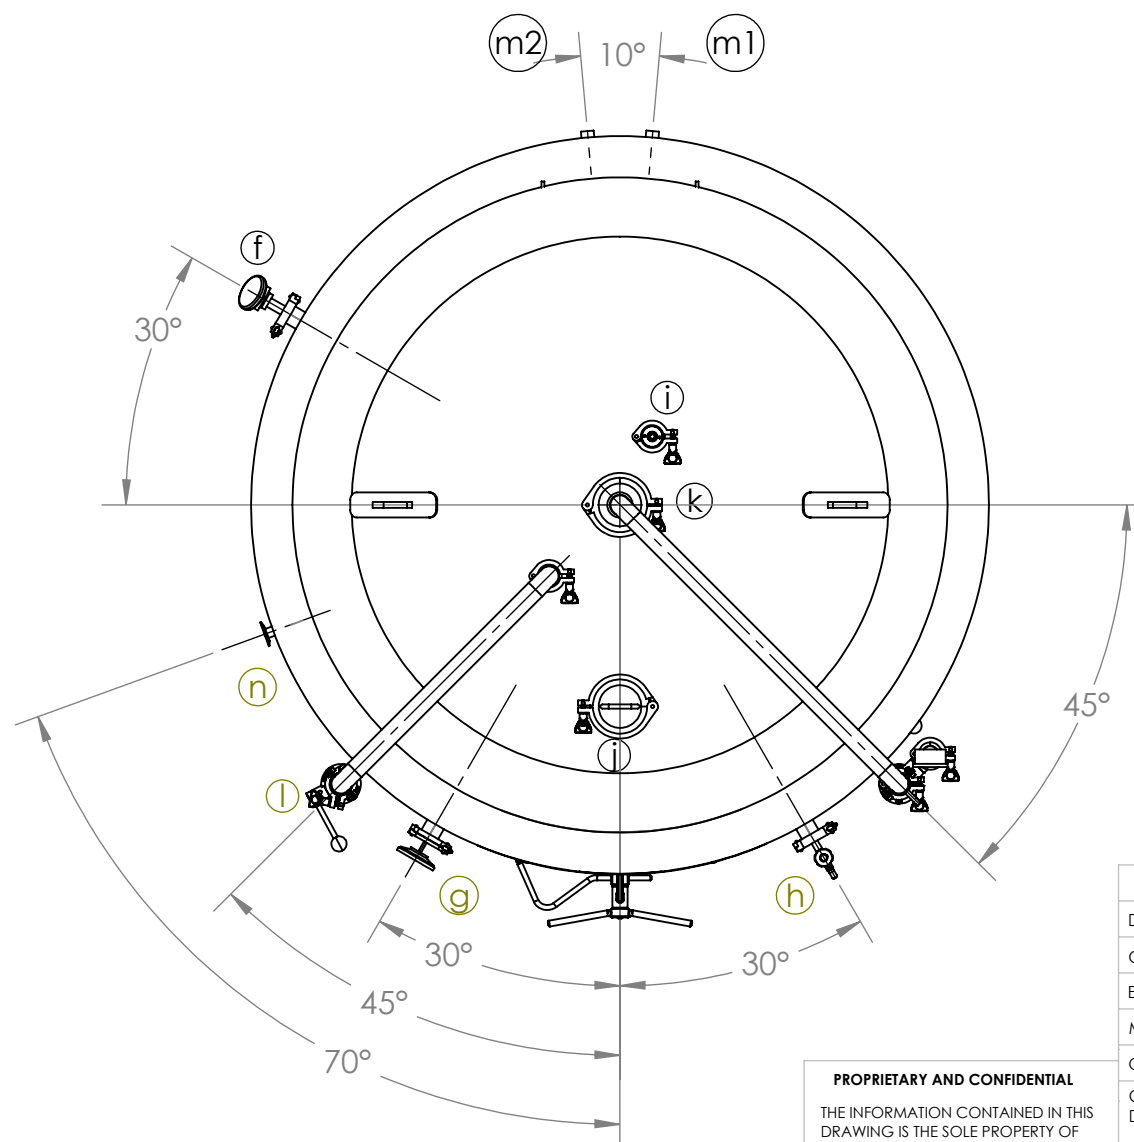 m2
10°
m1
f
30°
i
k
n
45°
j
l
g
h
30°
30°
45°
70°
D
C
E
M
PROPRIETARY AND CONFIDENTIAL
THE INFORMATION CONTAINED IN THIS
DRAWING IS THE SOLE PROPERTY OF
D